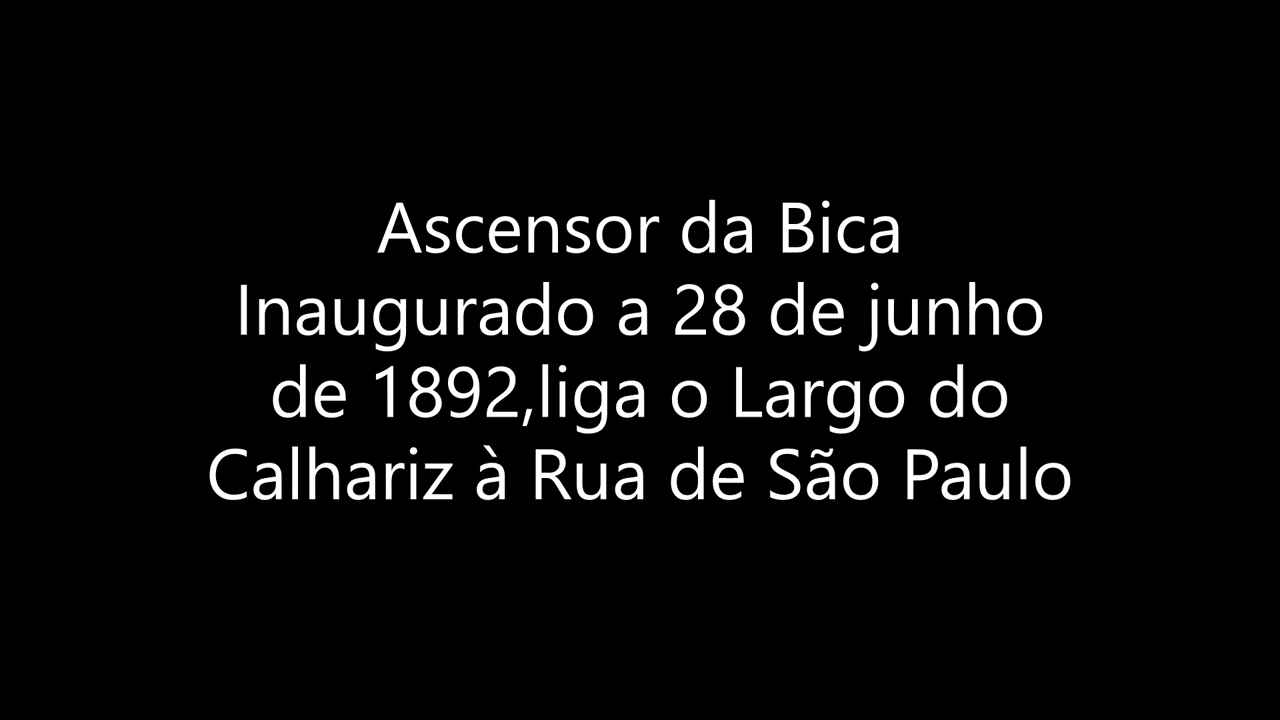 Ascensor da Bica
Inaugurado a 28 de junho
de 1892,liga o Largo do
Calhariz à Rua de São Paulo